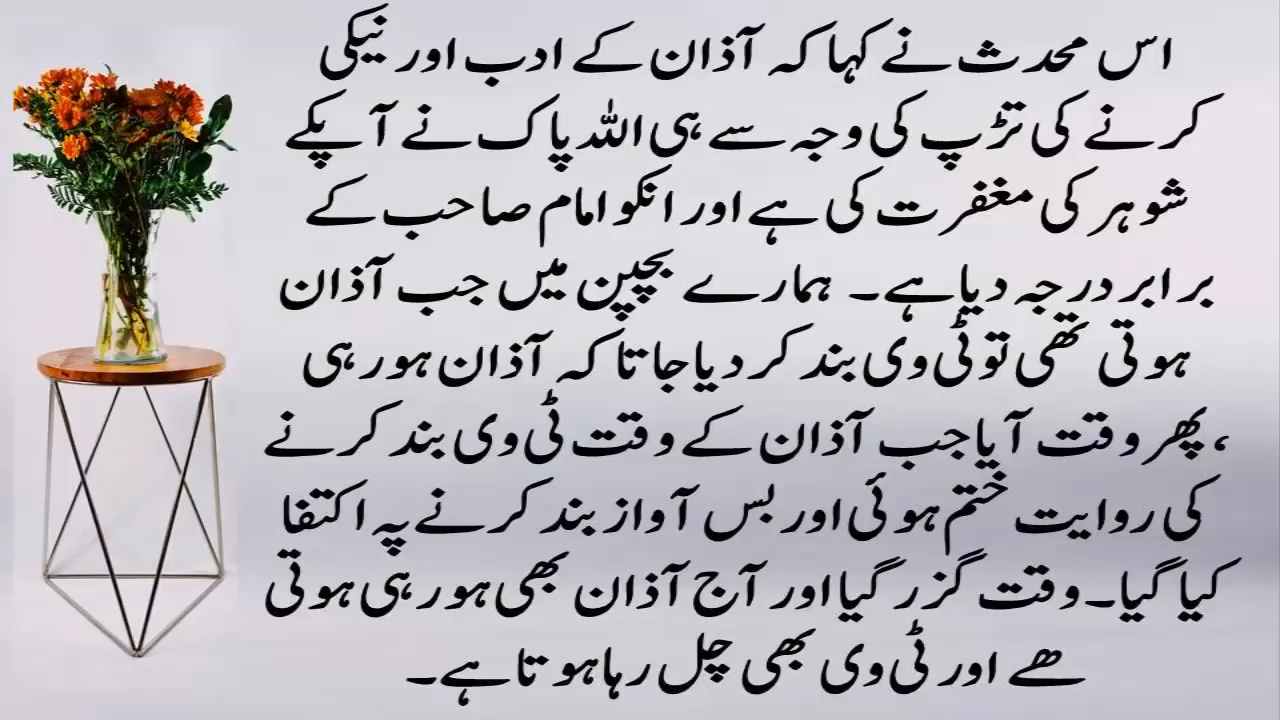 اس محدث نے کہا کہ آذان کے ادب اور نیکی
کرنے کی تڑپ کی وجہ سے ہی اللہ پاک نے آپکے
شوہر کی مغفرت کی ہے اور انکو امام صاحب کے
برابر درجہ دیا ہے۔ ہمارے بچپن میں جب آذان
ہوتی تھی تو ٹی وی بند کر دیا جاتا کہ آذان ہو رہی
، پھر وقت آیا جب آذان کے وقت ٹی وی بند کرنے
کی روایت ختم ہوئی اور بس آواز بند کرنے پہ اکتفا
کیا گیا۔ وقت گزر گیا اور آج آذان بھی ہو رہی ہوتی
ھے اور ٹی وی بھی چل رہا ہوتا ہے۔